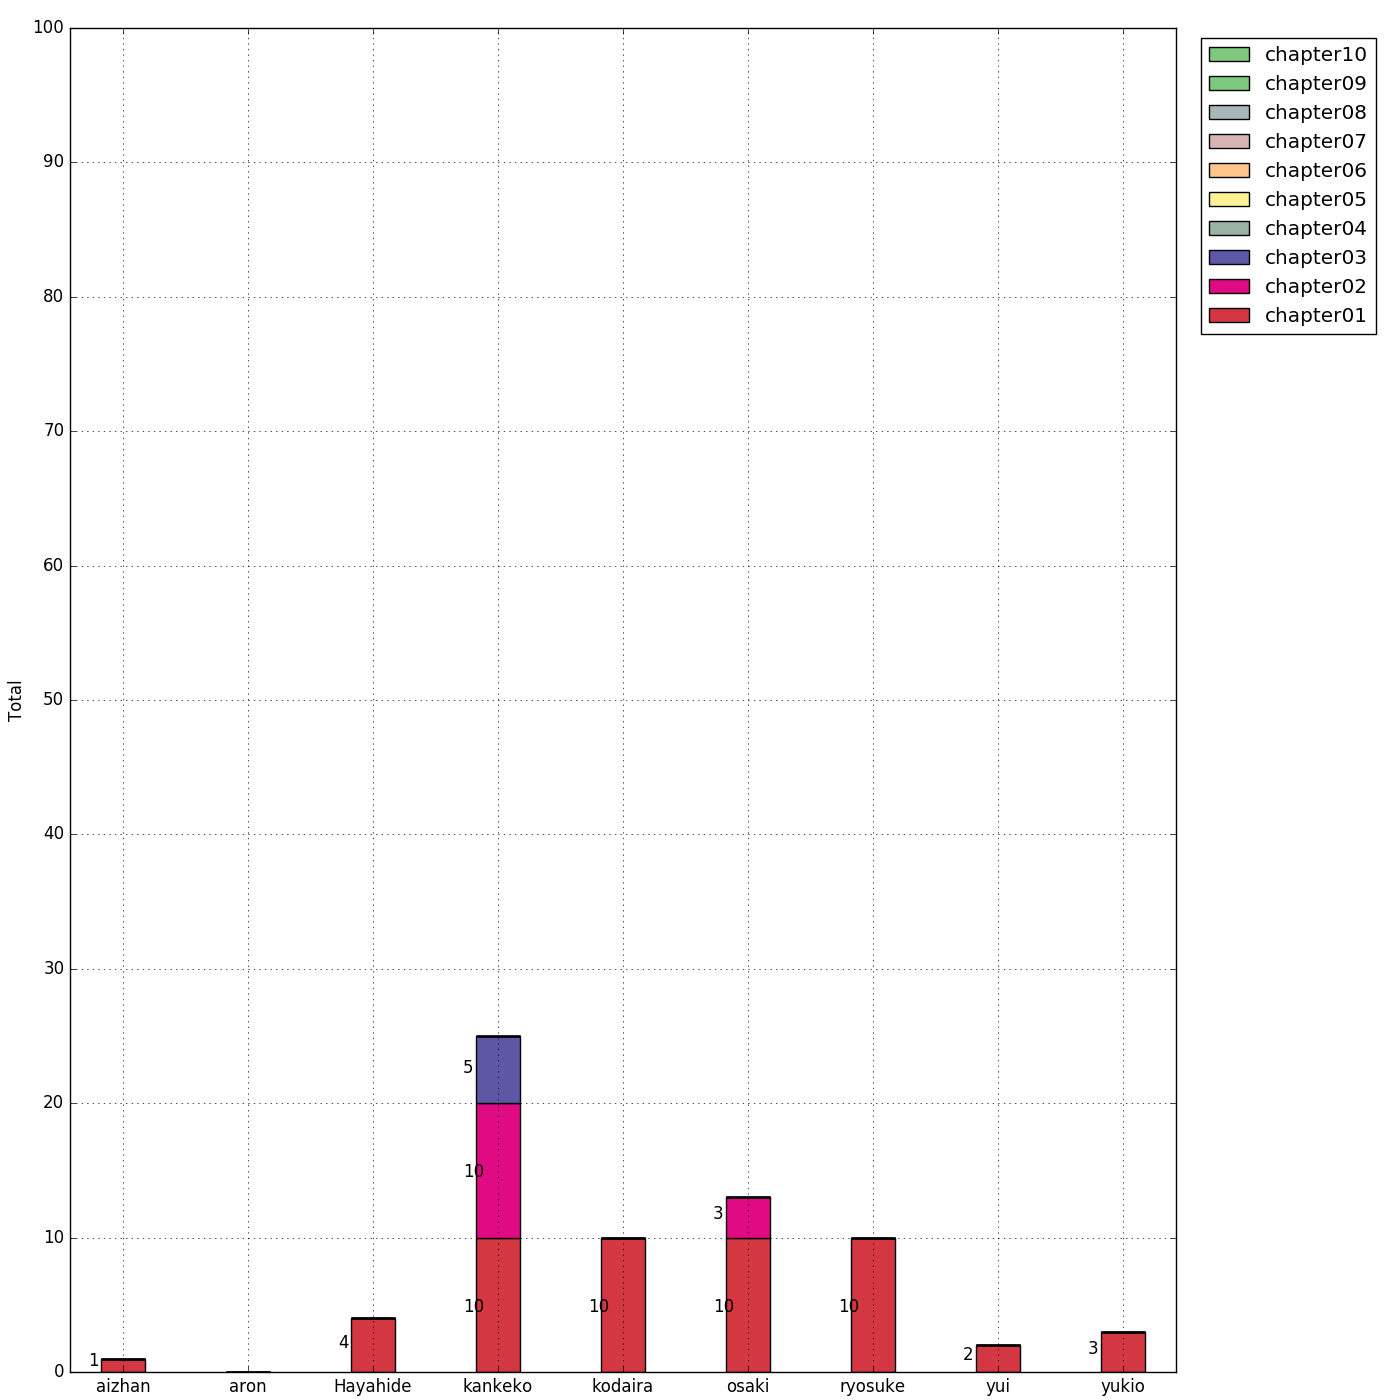 100
90
80
70
60
50
40
30
20
10
0
Total
5
10
10
10
3
10
10
4
1
2
3
aizhan aron Hayahide kankeko kodaira osaki ryosuke yui yukio
chapter10
chapter09
chapter08
chapter07
chapter06
chapter05
chapter04
chapter03
chapter02
chapter01